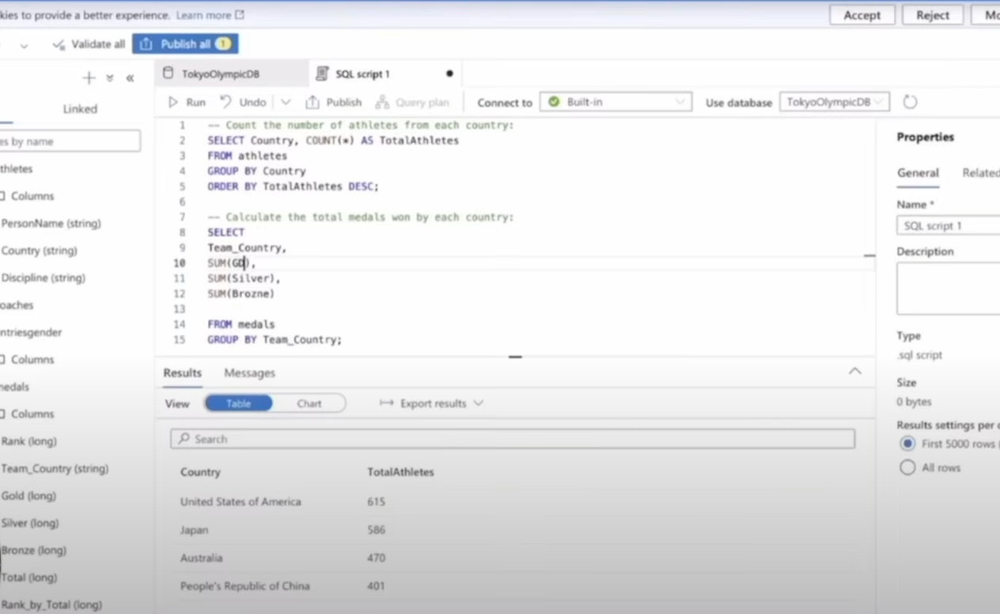 kies to provide a better experience. Learn more
Accept
Reject
Mo
Validate all
Publish all 1
TokyoOlympicDB
SQL script 1
Run
Undo
Publish
Query plan
Connect to
Built-in
Use database
TokyoOlympicDB
Linked
es by name
thletes
Columns
PersonName (string)
Country (string)
Discipline (string)
oaches
ntriesgender
Columns
nedals
Columns
Rank (long)
Team_Country (string)
Gold (long)
Silver (long)
Bronze (long)
Total (long)
Rank_by_Total (long)
1 -- Count the number of athletes from each country:
2 SELECT Country, COUNT(*) AS TotalAthletes
3 FROM athletes
4 GROUP BY Country
5 ORDER BY TotalAthletes DESC;
6
7 -- Calculate the total medals won by each country:
8 SELECT
9 Team_Country,
10 SUM(GD),
11 SUM(Silver),
12 SUM(Brozne)
13
14 FROM medals
15 GROUP BY Team_Country;
Results
Messages
View
Table
Chart
Export results
Search
Country TotalAthletes
United States of America 615
Japan 586
Australia 470
People's Republic of China 401
Properties
General
Related
Name *
SQL script 1
Description
Type
.sql script
Size
0 bytes
Results settings per
First 5000 rows (
All rows